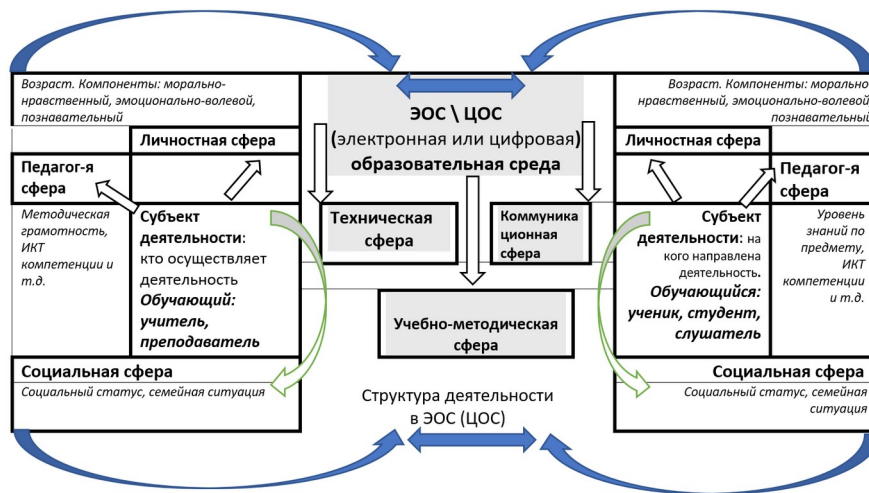 Возраст. Компоненты: морально-
нравственный, эмоционально-волевой,
познавательный
Личностная сфера
Педагог-я
сфера
Методическая
грамотность,
ИКТ
компетенции и
т.д.
Субъект
деятельности:
кто осуществляет
деятельность
Обучающий:
учитель,
преподаватель
Социальная сфера
Социальный статус, семейная ситуация
ЭОС \ ЦОС
(электронная или цифровая)
образовательная среда
Техническая
сфера
Коммуника
ционная
сфера
Учебно-методическая
сфера
Структура деятельности
в ЭОС (ЦОС)
Возраст. Компоненты: морально
нравственный, эмоционально-волевой,
познавательный
Личностная сфера
Педагог-я
сфера
Субъект
деятельности: на
кого направлена
деятельность.
Обучающийся:
ученик, студент,
слушатель
Уровень
знаний по
предмету,
ИКТ
компетенции
и т.д.
Социальная сфера
Социальный статус, семейная
ситуация